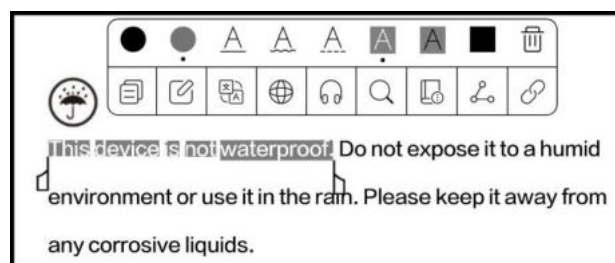 A A A A A
This device is not waterproof. Do not expose it to a humid
environment or use it in the rain. Please keep it away from
any corrosive liquids.